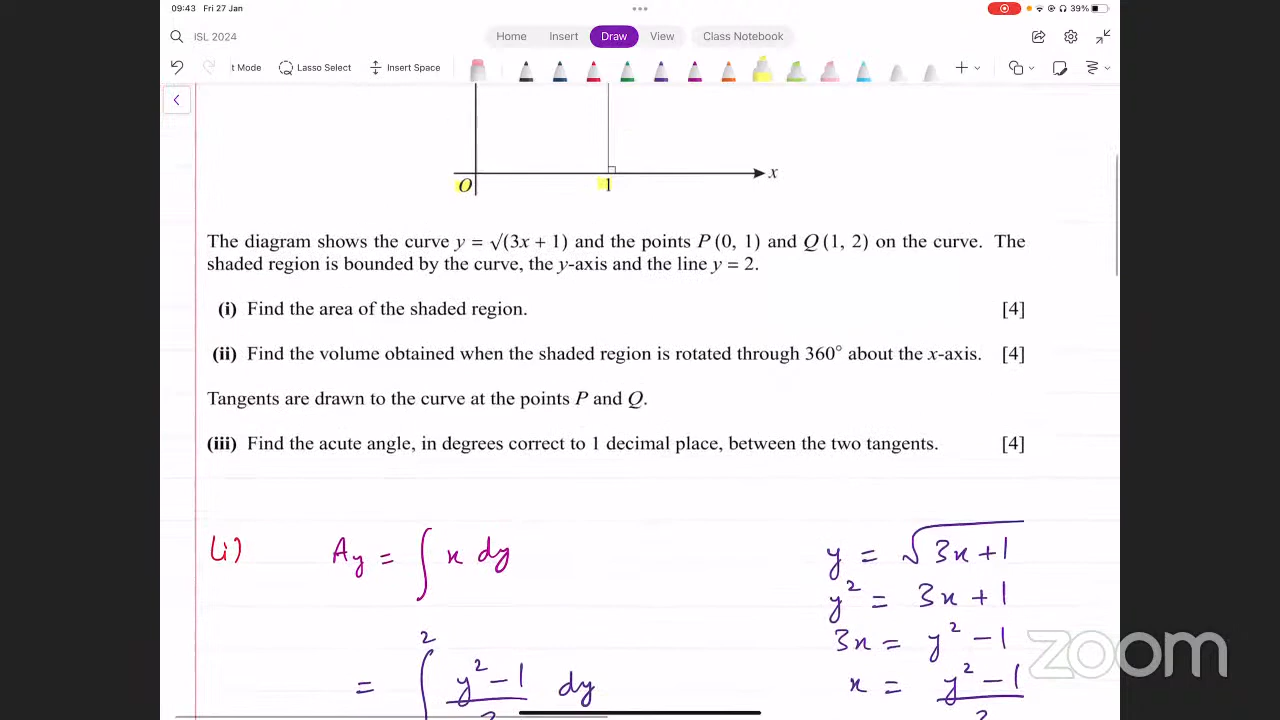 09:43 Fri 27 Jan
39%
ISL 2024
Home Insert Draw View Class Notebook
t Mode Lasso Select Insert Space
O 1 x
The diagram shows the curve y = √(3x + 1) and the points P (0, 1) and Q (1, 2) on the curve. The
shaded region is bounded by the curve, the y-axis and the line y = 2.
(i) Find the area of the shaded region. [4]
(ii) Find the volume obtained when the shaded region is rotated through 360° about the x-axis. [4]
Tangents are drawn to the curve at the points P and Q.
(iii) Find the acute angle, in degrees correct to 1 decimal place, between the two tangents. [4]
(i) Ay = ∫ x dy
y = √3x+1
y² = 3x + 1
3x = y² − 1
= ∫² y² − 1 dy
x = y² − 1
zoom